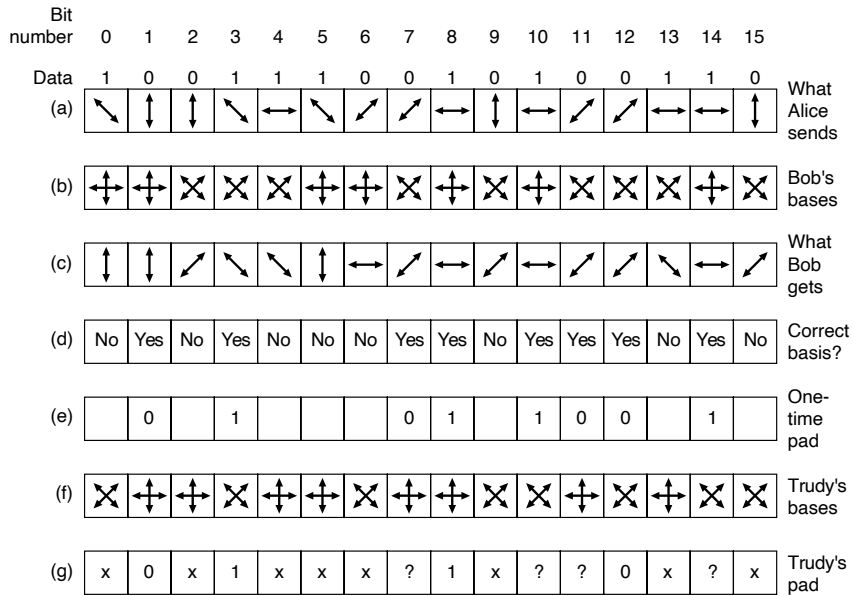 Bit
number 0 1 2 3 4 5 6 7 8 9 10 11 12 13 14 15
Data 1 0 0 1 1 1 0 0 1 0 1 0 0 1 1 0
(a) What
Alice
sends
(b) Bob's
bases
(c) What
Bob
gets
(d) No Yes No Yes No No No Yes Yes No Yes Yes Yes No Yes No Correct
basis?
(e) 0 1 0 1 1 0 0 1 One-
time
pad
(f) Trudy's
bases
(g) x 0 x 1 x x x ? 1 x ? ? 0 x ? x Trudy's
pad